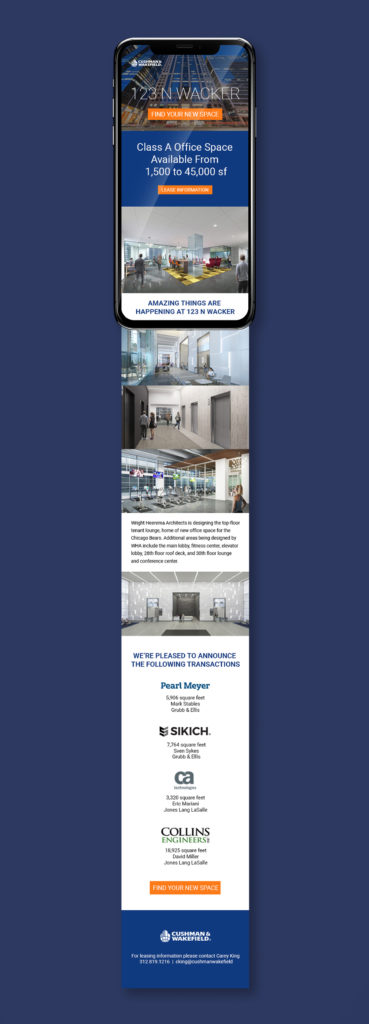 CUSHMAN &
WAKEFIELD
123 N WACKER
FIND YOUR NEW SPACE
Class A Office Space
Available From
1,500 to 45,000 sf
LEASE INFORMATION
AMAZING THINGS ARE
HAPPENING AT 123 N WACKER
Wright Heerema Architects is designing the top floor
tenant lounge, home of new office space for the
Chicago Bears. Additional areas being designed by
WHA include the main lobby, fitness center, elevator
lobby, 28th floor roof deck, and 30th floor lounge
and conference center.
WE'RE PLEASED TO ANNOUNCE
THE FOLLOWING TRANSACTIONS
Pearl Meyer
5,906 square feet
Mark Stables
Grubb & Ellis
SIKICH.
7,764 square feet
Sven Sykes
Grubb & Ellis
ca
technologies
3,320 square feet
Eric Mariani
Jones Lang LaSalle
COLLINS
ENGINEERS
18,925 square feet
David Miller
Jones Lang LaSalle
FIND YOUR NEW SPACE
CUSHMAN &
WAKEFIELD
For leasing information please contact Carey King
312.819.1216 | cking@cushmanwakefield